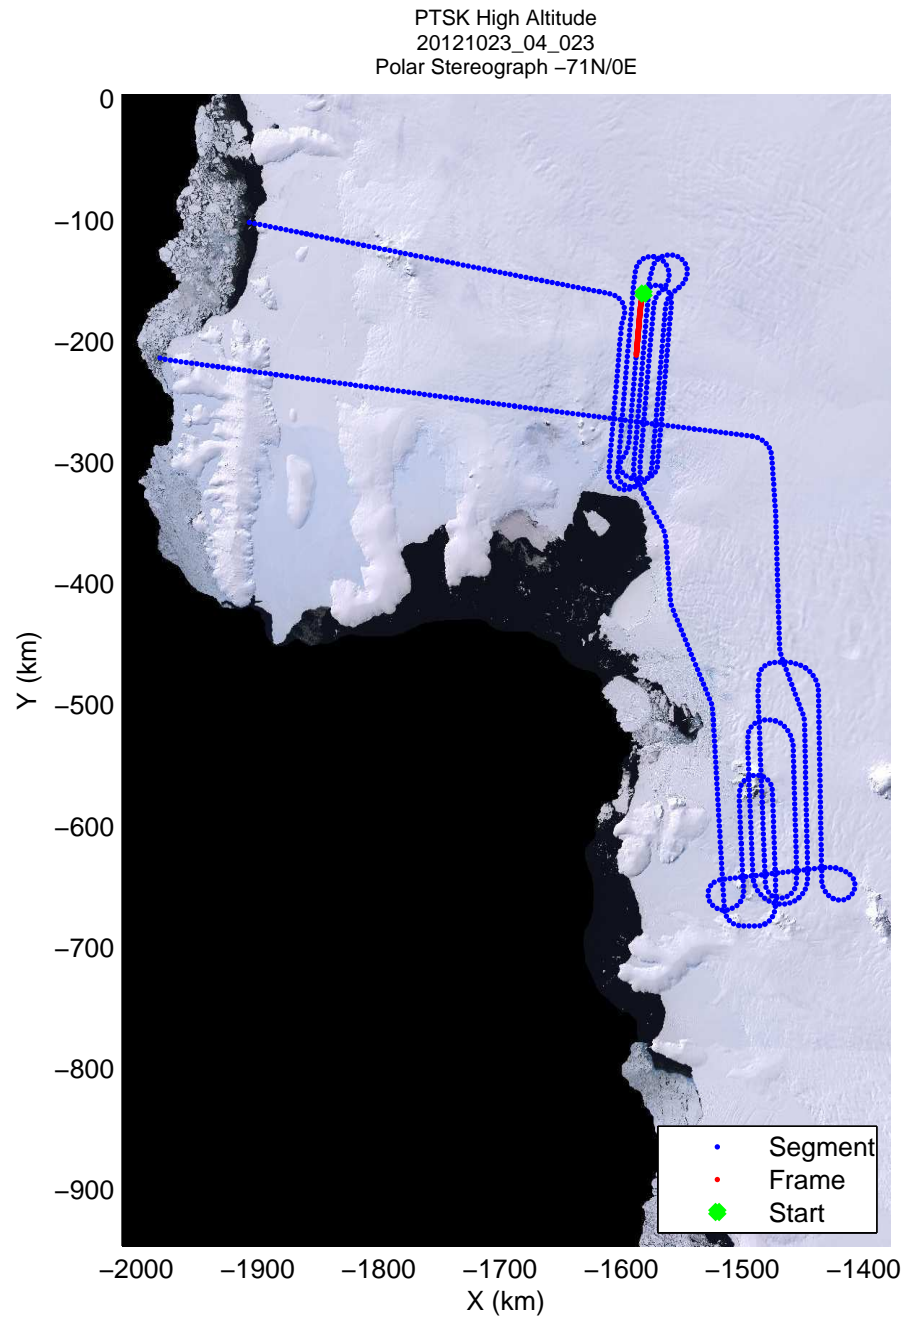 PTSK High Altitude
20121023_04_023
Polar Stereograph −71N/0E
0
−100
−200
−300
−400
−500
−600
−700
−800
−900
Y (km)
Segment
Frame
Start
−2000 −1900 −1800 −1700 −1600 −1500 −1400
X (km)